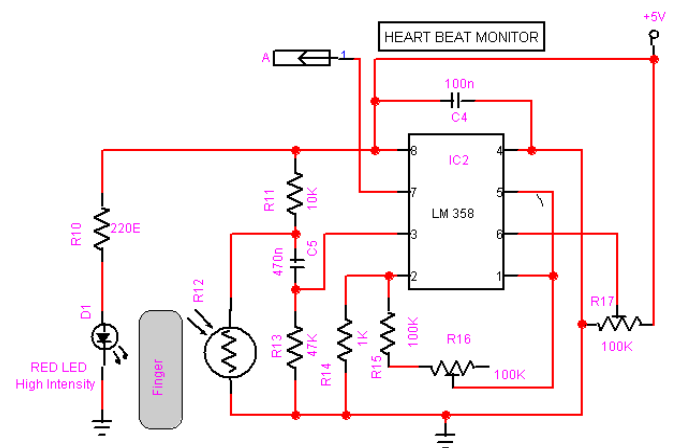 +5V
HEART BEAT MONITOR
A
1
100n
C4
8
4
IC2
R11
10K
7
5
LM 358
R10
220E
3
6
470n
C5
2
1
R12
R17
100K
D1
R13
47K
R14
1K
R15
100K
R16
100K
RED LED
High Intensity
Finger